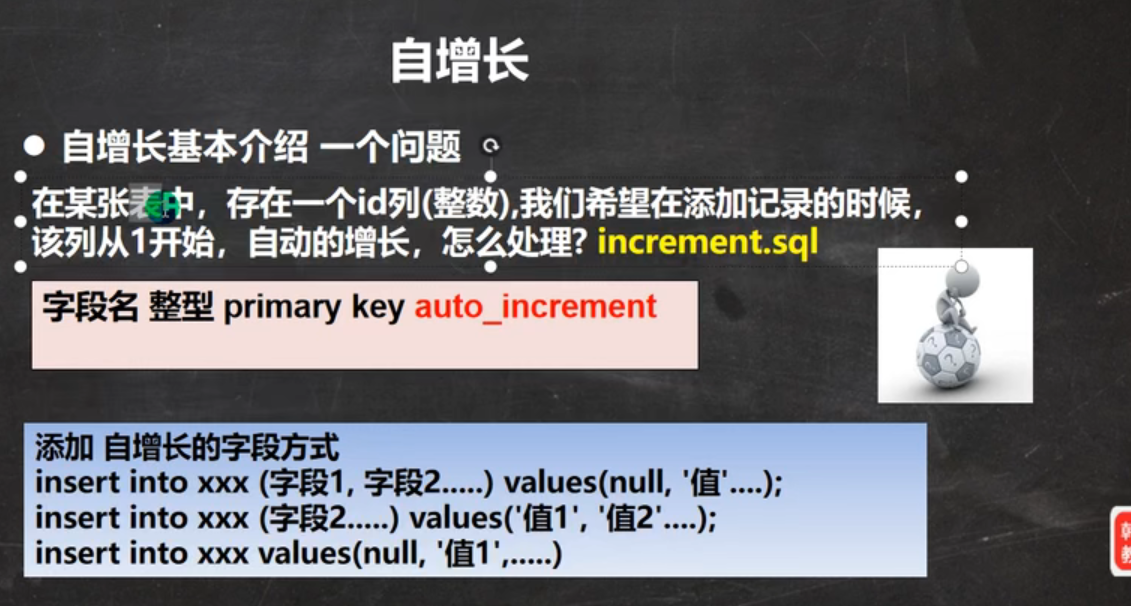 自增长
● 自增长基本介绍 一个问题
在某张表中，存在一个id列(整数),我们希望在添加记录的时候，
该列从1开始，自动的增长，怎么处理? increment.sql
字段名 整型 primary key auto_increment
添加 自增长的字段方式
insert into xxx (字段1, 字段2.....) values(null, '值'....);
insert into xxx (字段2.....) values('值1', '值2'....);
insert into xxx values(null, '值1',.....)